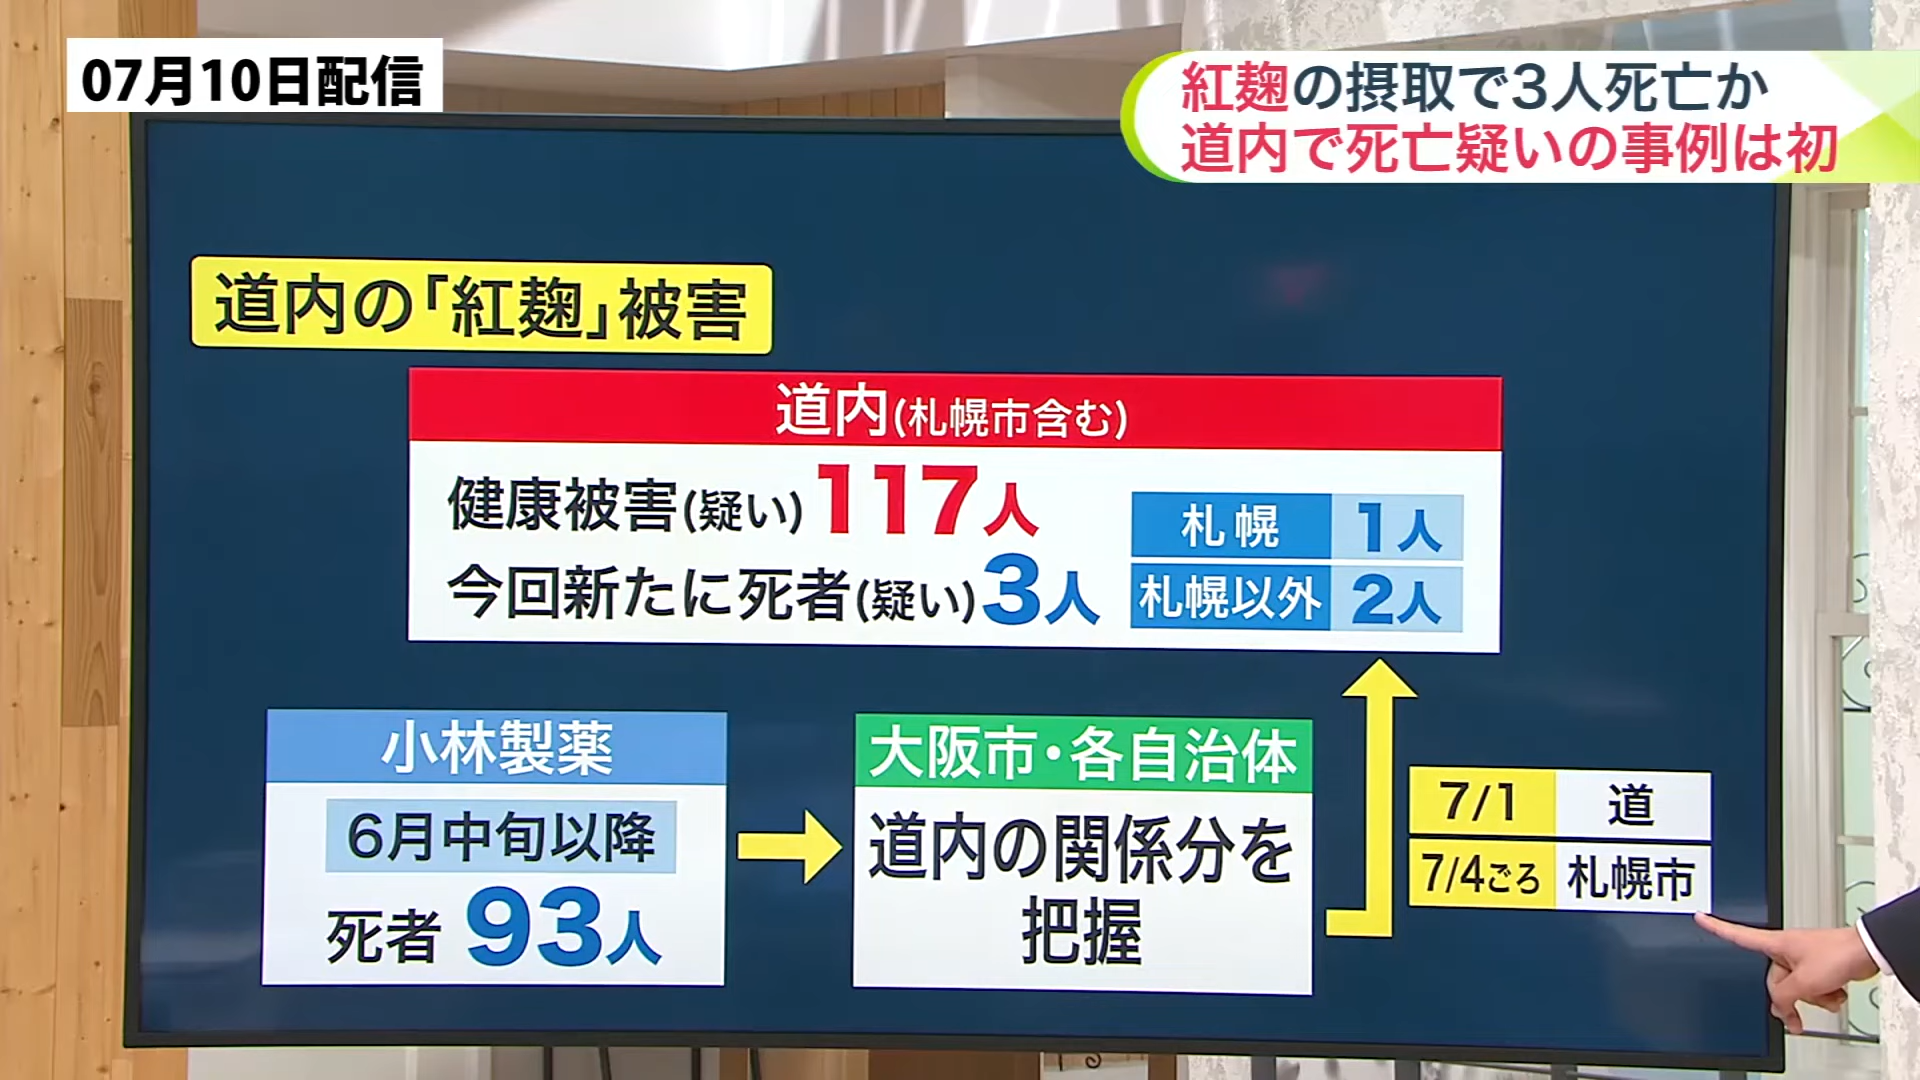 07月10日配信
紅麹の摂取で3人死亡か
道内で死亡疑いの事例は初
道内の「紅麹」被害
道内(札幌市含む)
健康被害(疑い)117人
今回新たに死者(疑い)3人
札幌 1人
札幌以外 2人
小林製薬
6月中旬以降
死者 93人
大阪市・各自治体
道内の関係分を
把握
7/1 道
7/4ごろ 札幌市